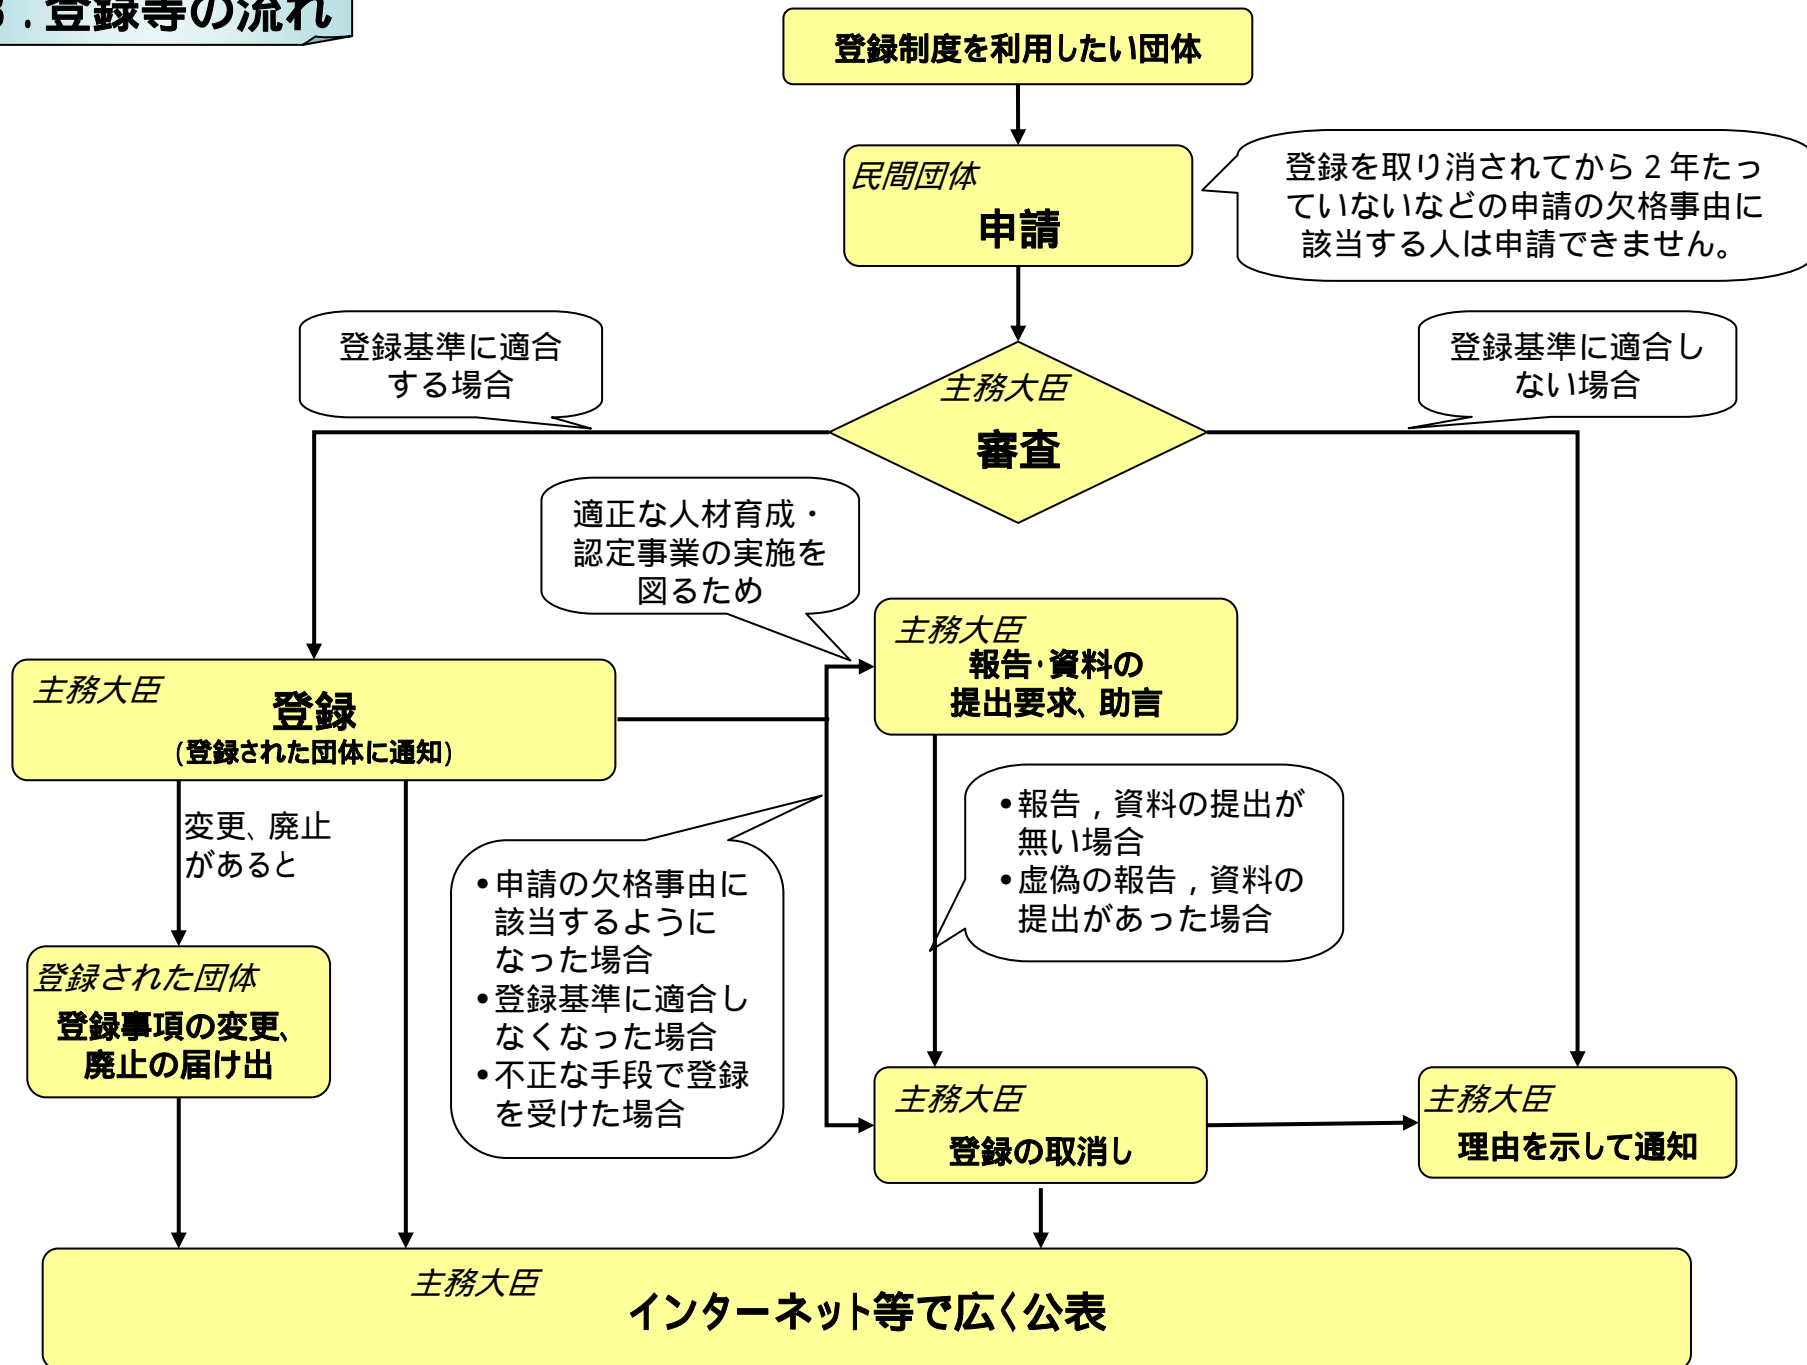 3．登録等の流れ
登録制度を利用したい団体
民間団体
申請
登録を取り消されてから２年たっ
ていないなどの申請の欠格事由に
該当する人は申請できません。
登録基準に適合
する場合
登録基準に適合し
ない場合
主務大臣
審査
適正な人材育成・
認定事業の実施を
図るため
主務大臣
報告・資料の
提出要求、助言
主務大臣
登録
(登録された団体に通知)
変更、廃止
があると
•報告，資料の提出が
無い場合
•虚偽の報告，資料の
提出があった場合
•申請の欠格事由に
該当するように
なった場合
•登録基準に適合し
なくなった場合
•不正な手段で登録
を受けた場合
登録された団体
登録事項の変更、
廃止の届け出
主務大臣
登録の取消し
主務大臣
理由を示して通知
主務大臣
インターネット等で広く公表